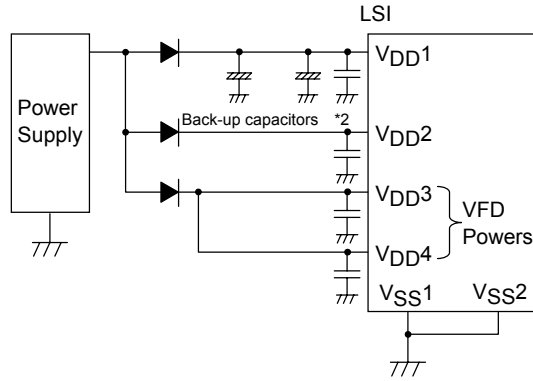 LSI
Power
Supply
VDD1
Back-up capacitors *2
VDD2
VDD3
VFD
Powers
VDD4
VSS1 VSS2